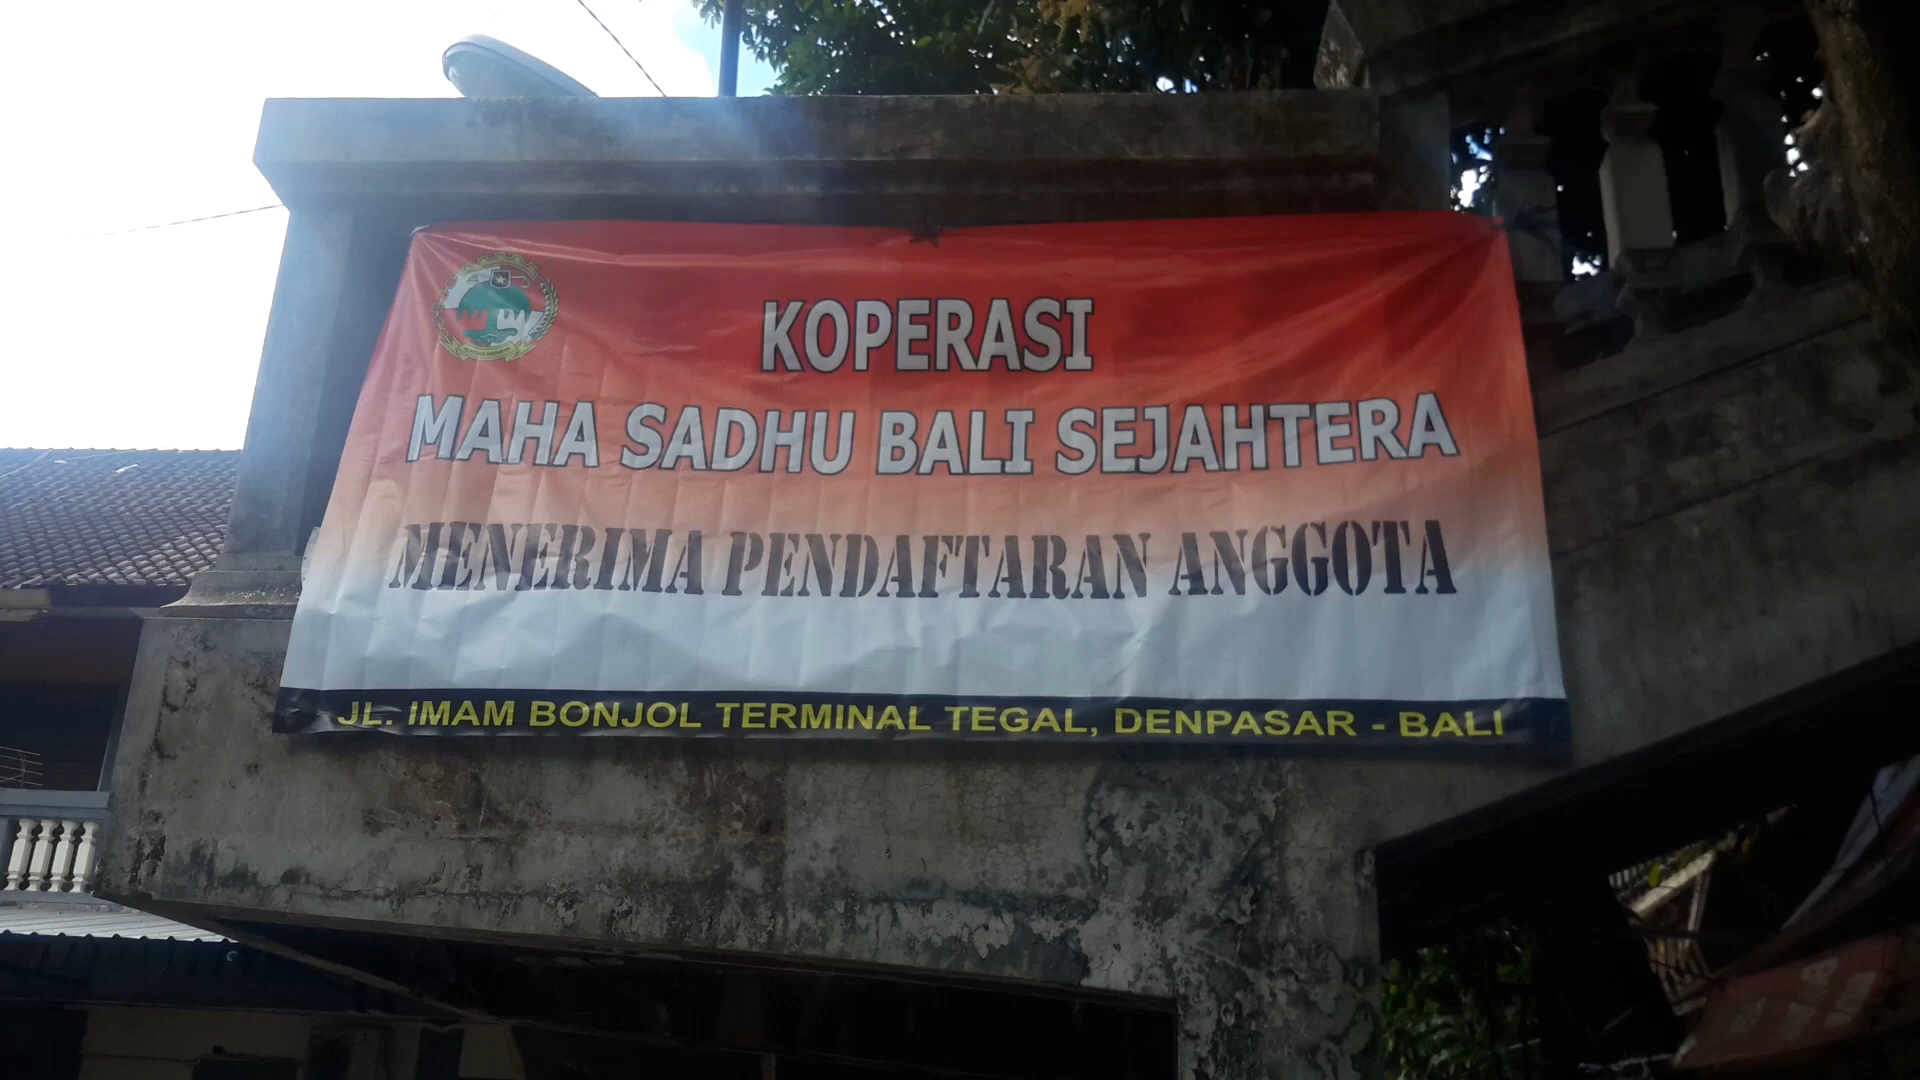 KOPERASI
MAHA SADHU BALI SEJAHTERA
MENERIMA PENDAFTARAN ANGGOTA
JL. IMAM BONJOL TERMINAL TEGAL, DENPASAR - BALI